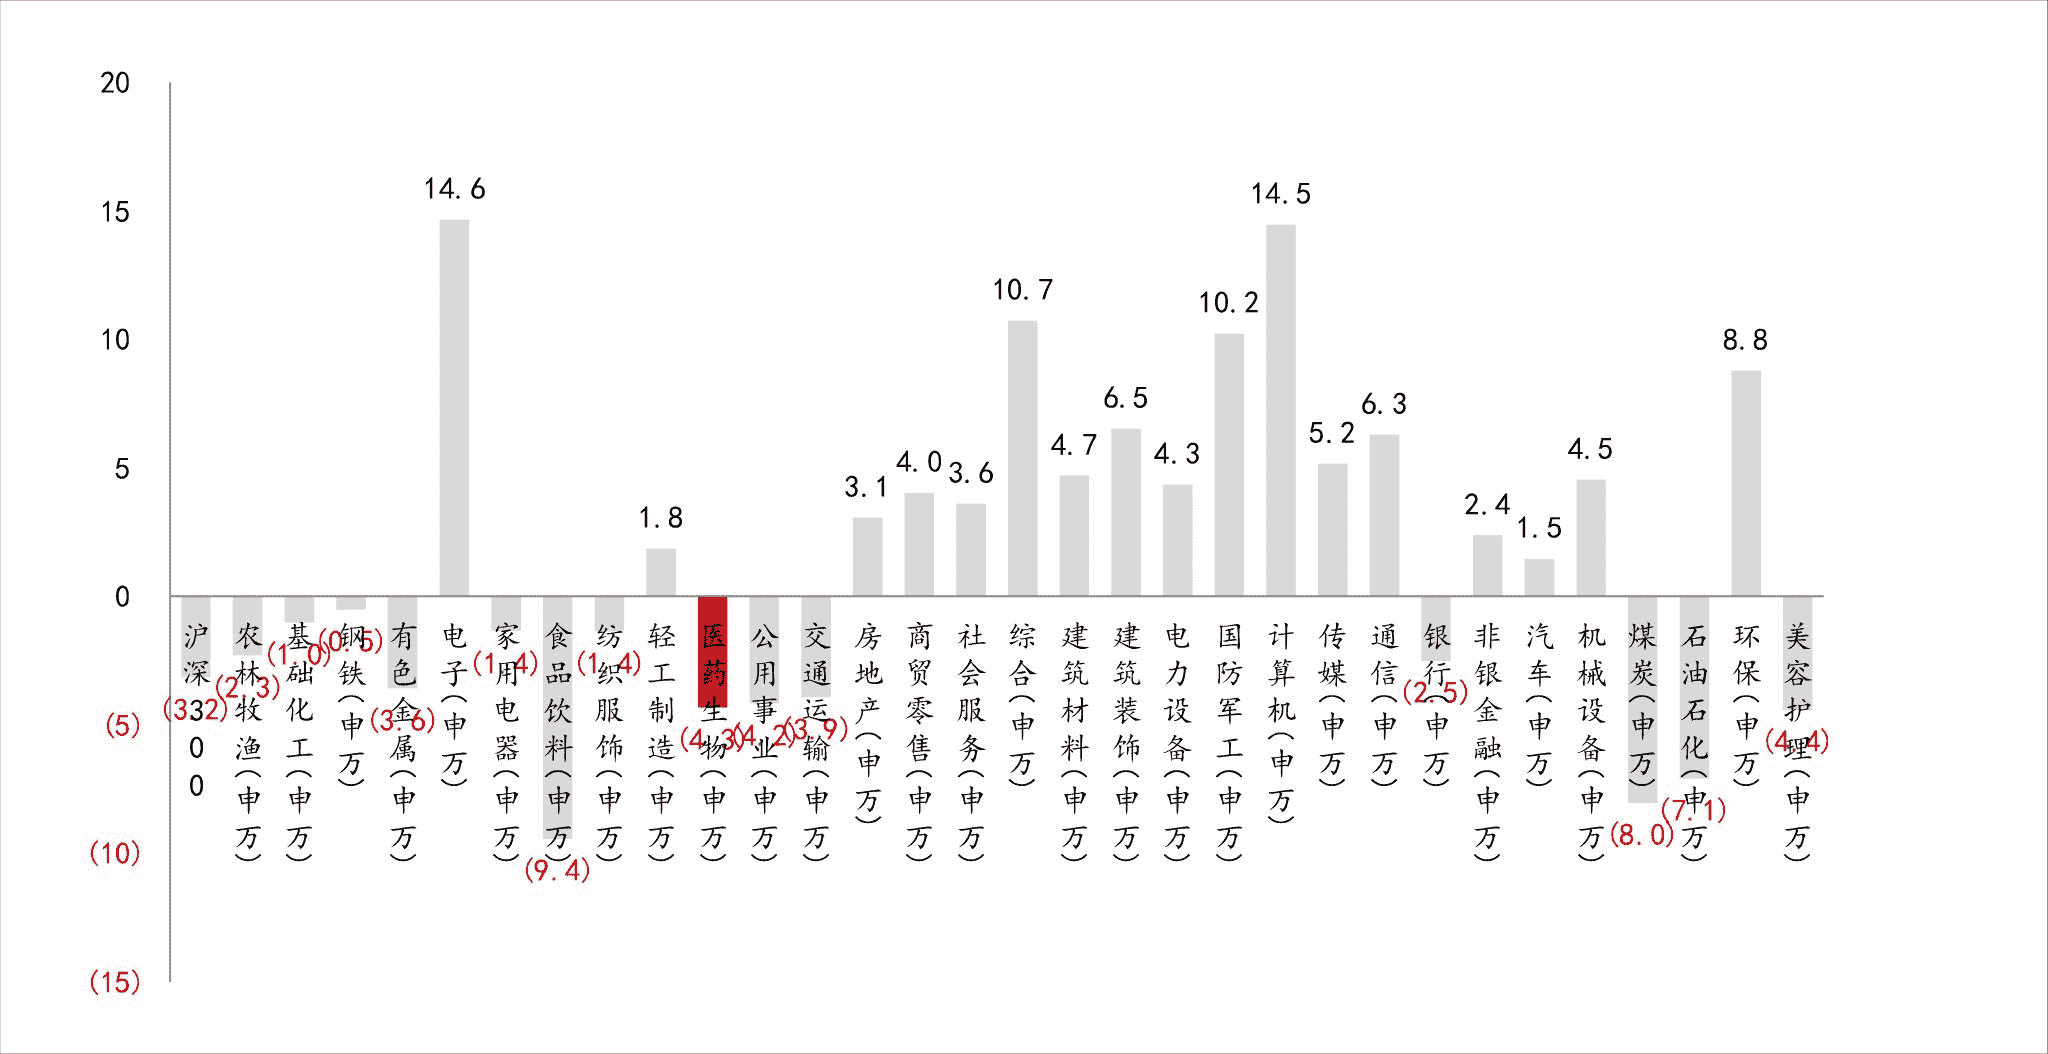 20
15
10
5
0
(5)
(10)
(15)
(3.2)
(2.3)
(1.0)
(0.5)
(3.6)
14.6
(1.4)
(9.4)
(1.4)
1.8
(4.3)
(4.2)
(3.9)
3.1
4.0
3.6
10.7
4.7
6.5
4.3
10.2
14.5
5.2
6.3
(2.5)
2.4
1.5
4.5
(8.0)
(7.1)
8.8
(4.4)
沪深300
农林牧渔(申万)
基础化工(申万)
钢铁(申万)
有色金属(申万)
电子(申万)
家用电器(申万)
食品饮料(申万)
纺织服饰(申万)
轻工制造(申万)
医药生物(申万)
公用事业(申万)
交通运输(申万)
房地产(申万)
商贸零售(申万)
社会服务(申万)
综合(申万)
建筑材料(申万)
建筑装饰(申万)
电力设备(申万)
国防军工(申万)
计算机(申万)
传媒(申万)
通信(申万)
银行(申万)
非银金融(申万)
汽车(申万)
机械设备(申万)
煤炭(申万)
石油石化(申万)
环保(申万)
美容护理(申万)